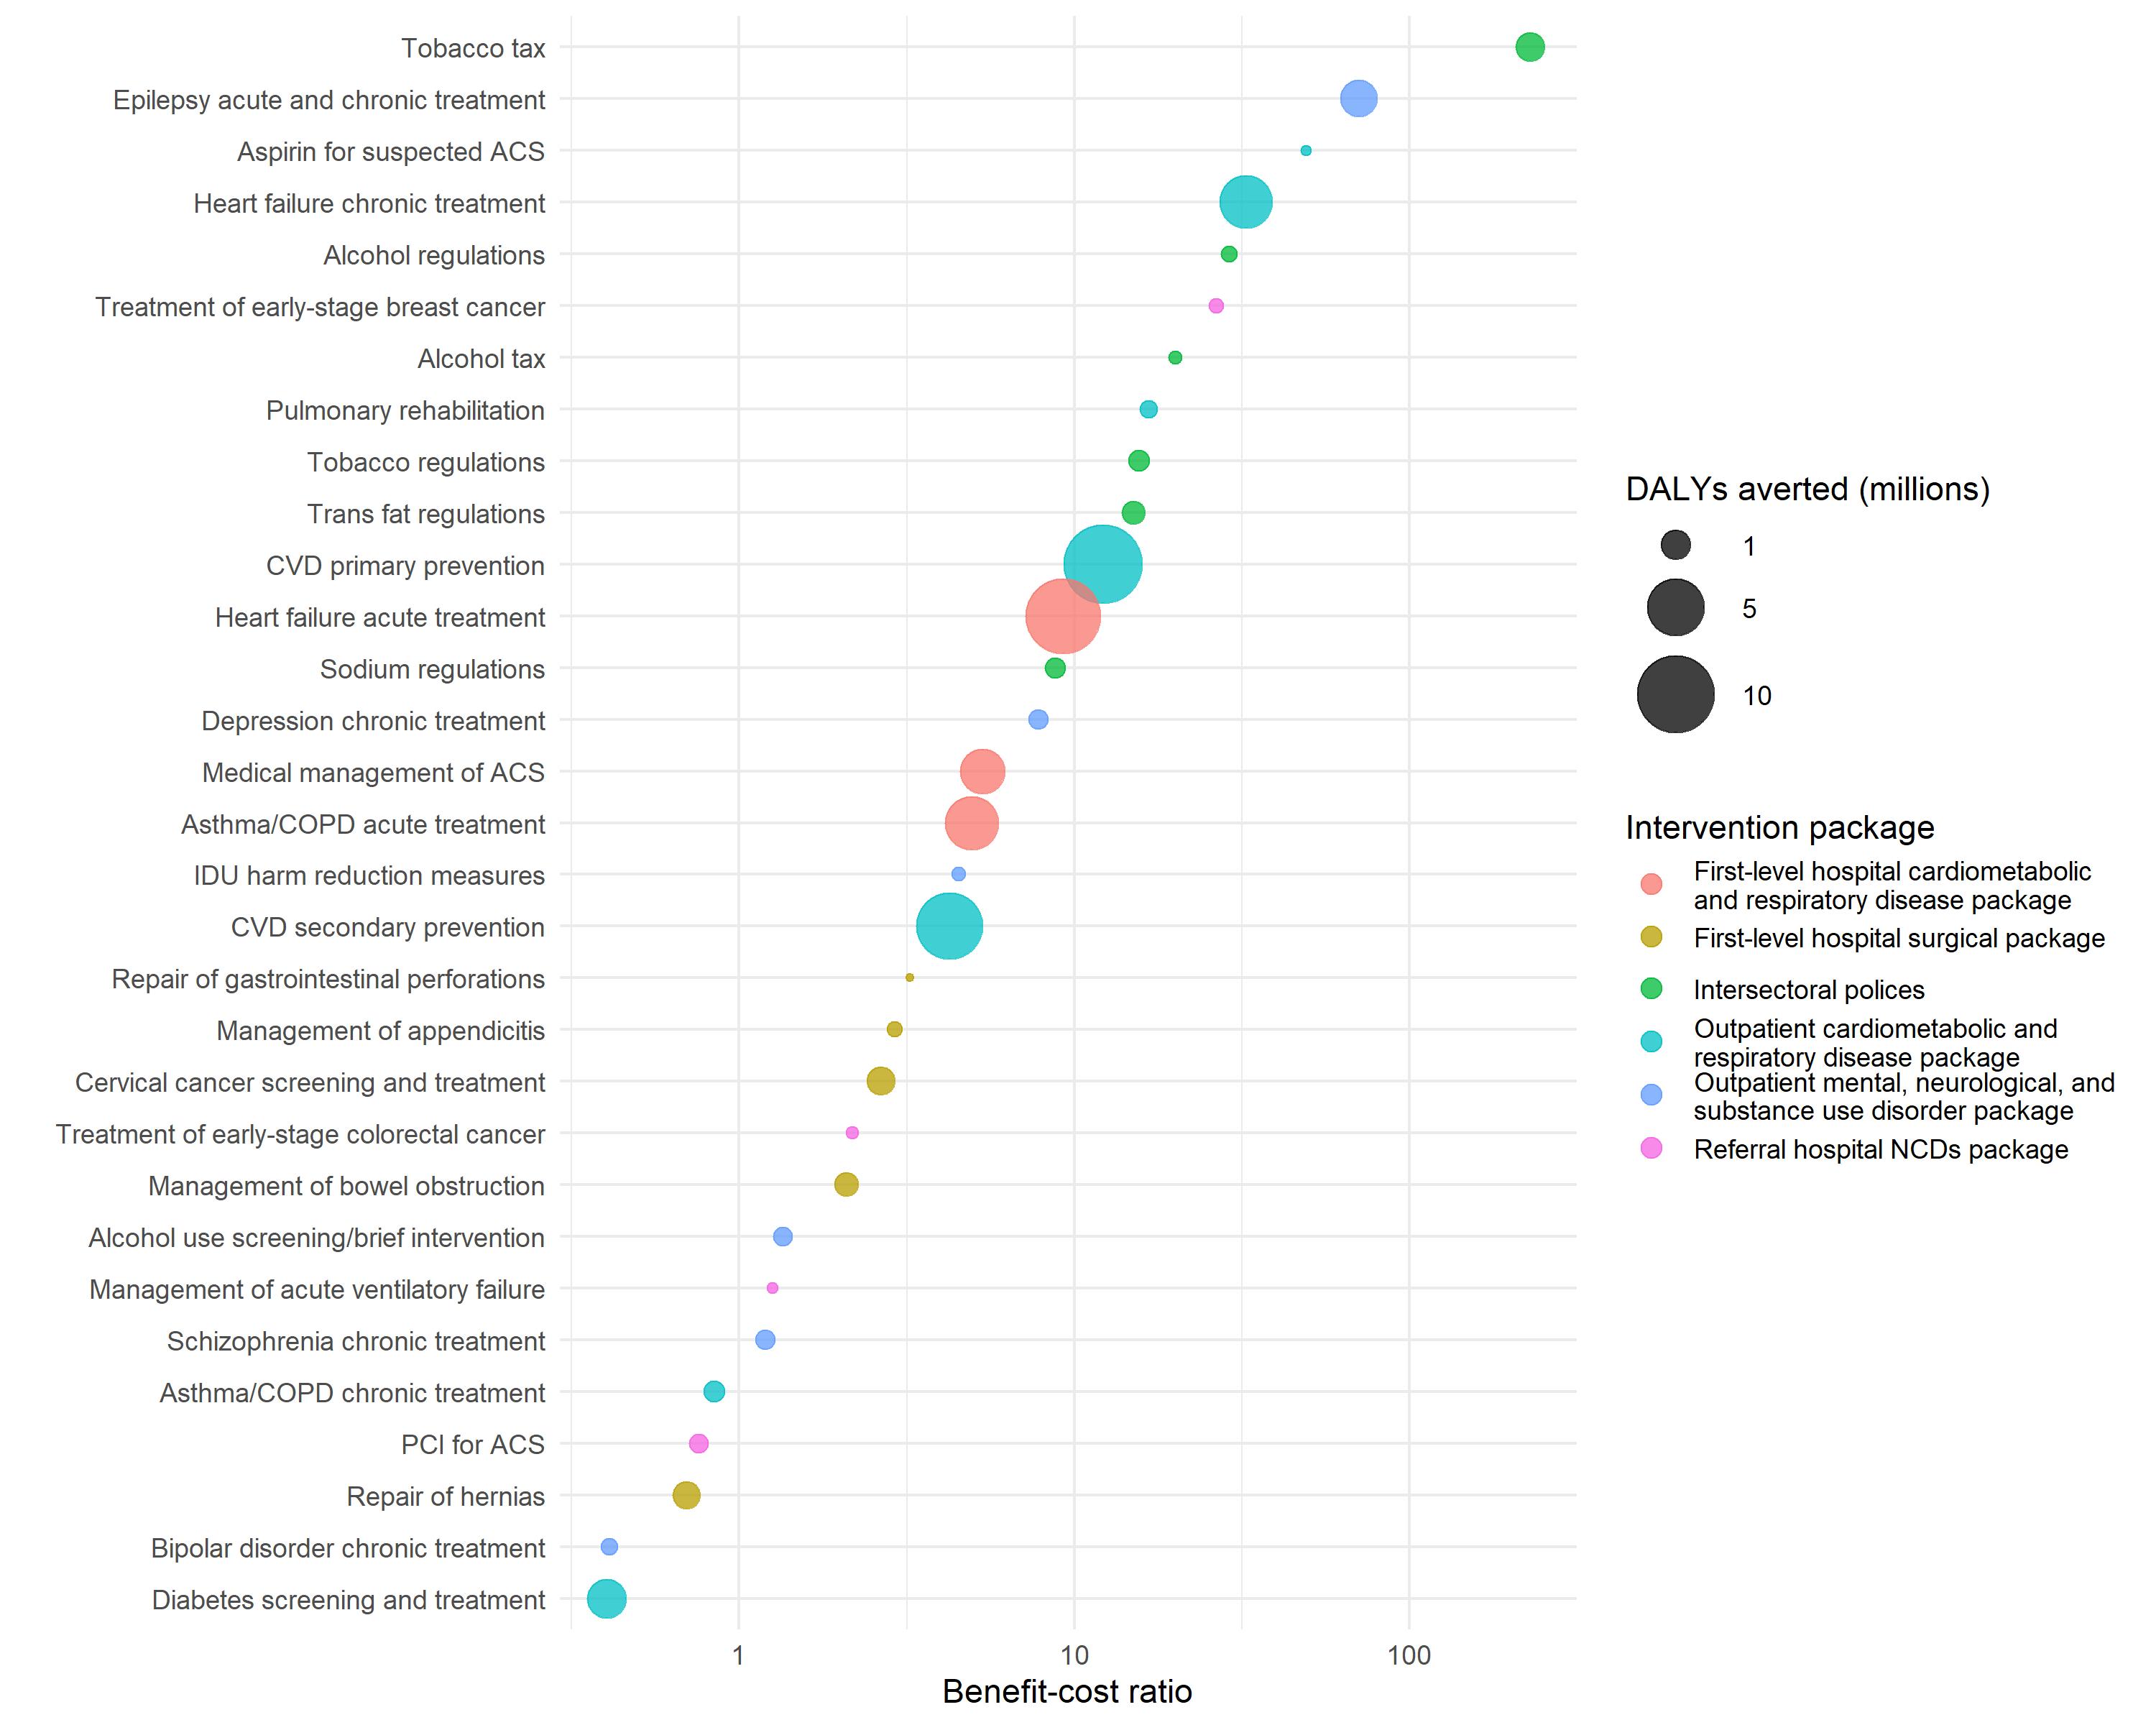 Tobacco tax
Epilepsy acute and chronic treatment
Aspirin for suspected ACS
Heart failure chronic treatment
Alcohol regulations
Treatment of early-stage breast cancer
Alcohol tax
Pulmonary rehabilitation
Tobacco regulations
Trans fat regulations
CVD primary prevention
Heart failure acute treatment
Sodium regulations
Depression chronic treatment
Medical management of ACS
Asthma/COPD acute treatment
IDU harm reduction measures
CVD secondary prevention
Repair of gastrointestinal perforations
Management of appendicitis
Cervical cancer screening and treatment
Treatment of early-stage colorectal cancer
Management of bowel obstruction
Alcohol use screening/brief intervention
Management of acute ventilatory failure
Schizophrenia chronic treatment
Asthma/COPD chronic treatment
PCI for ACS
Repair of hernias
Bipolar disorder chronic treatment
Diabetes screening and treatment
1
10
100
Benefit-cost ratio
DALYs averted (millions)
1
5
10
Intervention package
First-level hospital cardiometabolic
and respiratory disease package
First-level hospital surgical package
Intersectoral polices
Outpatient cardiometabolic and
respiratory disease package
Outpatient mental, neurological, and
substance use disorder package
Referral hospital NCDs package